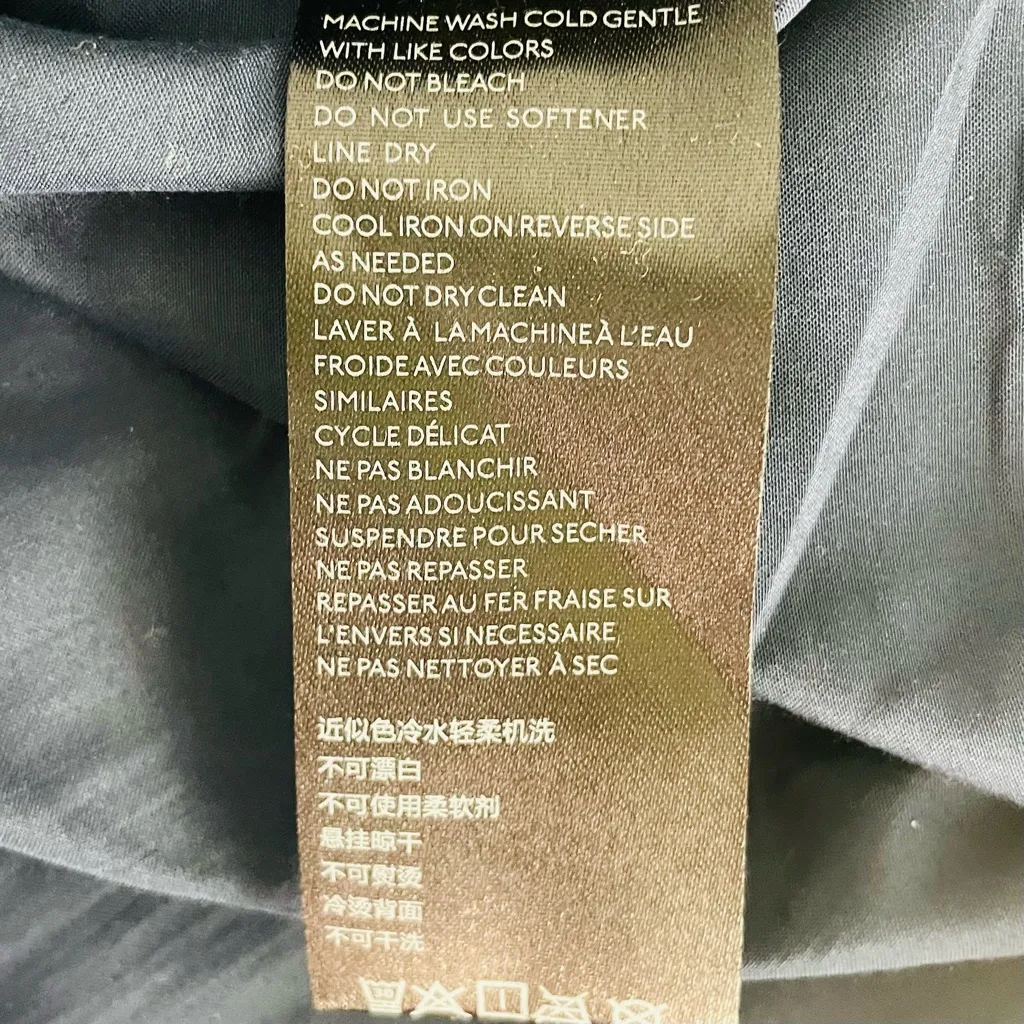 MACHINE WASH COLD GENTLE
WITH LIKE COLORS
DO NOT BLEACH
DO NOT USE SOFTENER
LINE DRY
DO NOT IRON
COOL IRON ON REVERSE SIDE
AS NEEDED
DO NOT DRY CLEAN
LAVER À LA MACHINE À L'EAU
FROIDE AVEC COULEURS
SIMILAIRES
CYCLE DÉLICAT
NE PAS BLANCHIR
NE PAS ADOUCISSANT
SUSPENDRE POUR SECHER
NE PAS REPASSER
REPASSER AU FER FRAISE SUR
L'ENVERS SI NECESSAIRE,
NE PAS NETTOYER À SEC
近似色冷水轻柔机洗
不可漂白
不可使用柔软剂
悬挂晾干
不可熨烫
冷烫背面
不可干洗